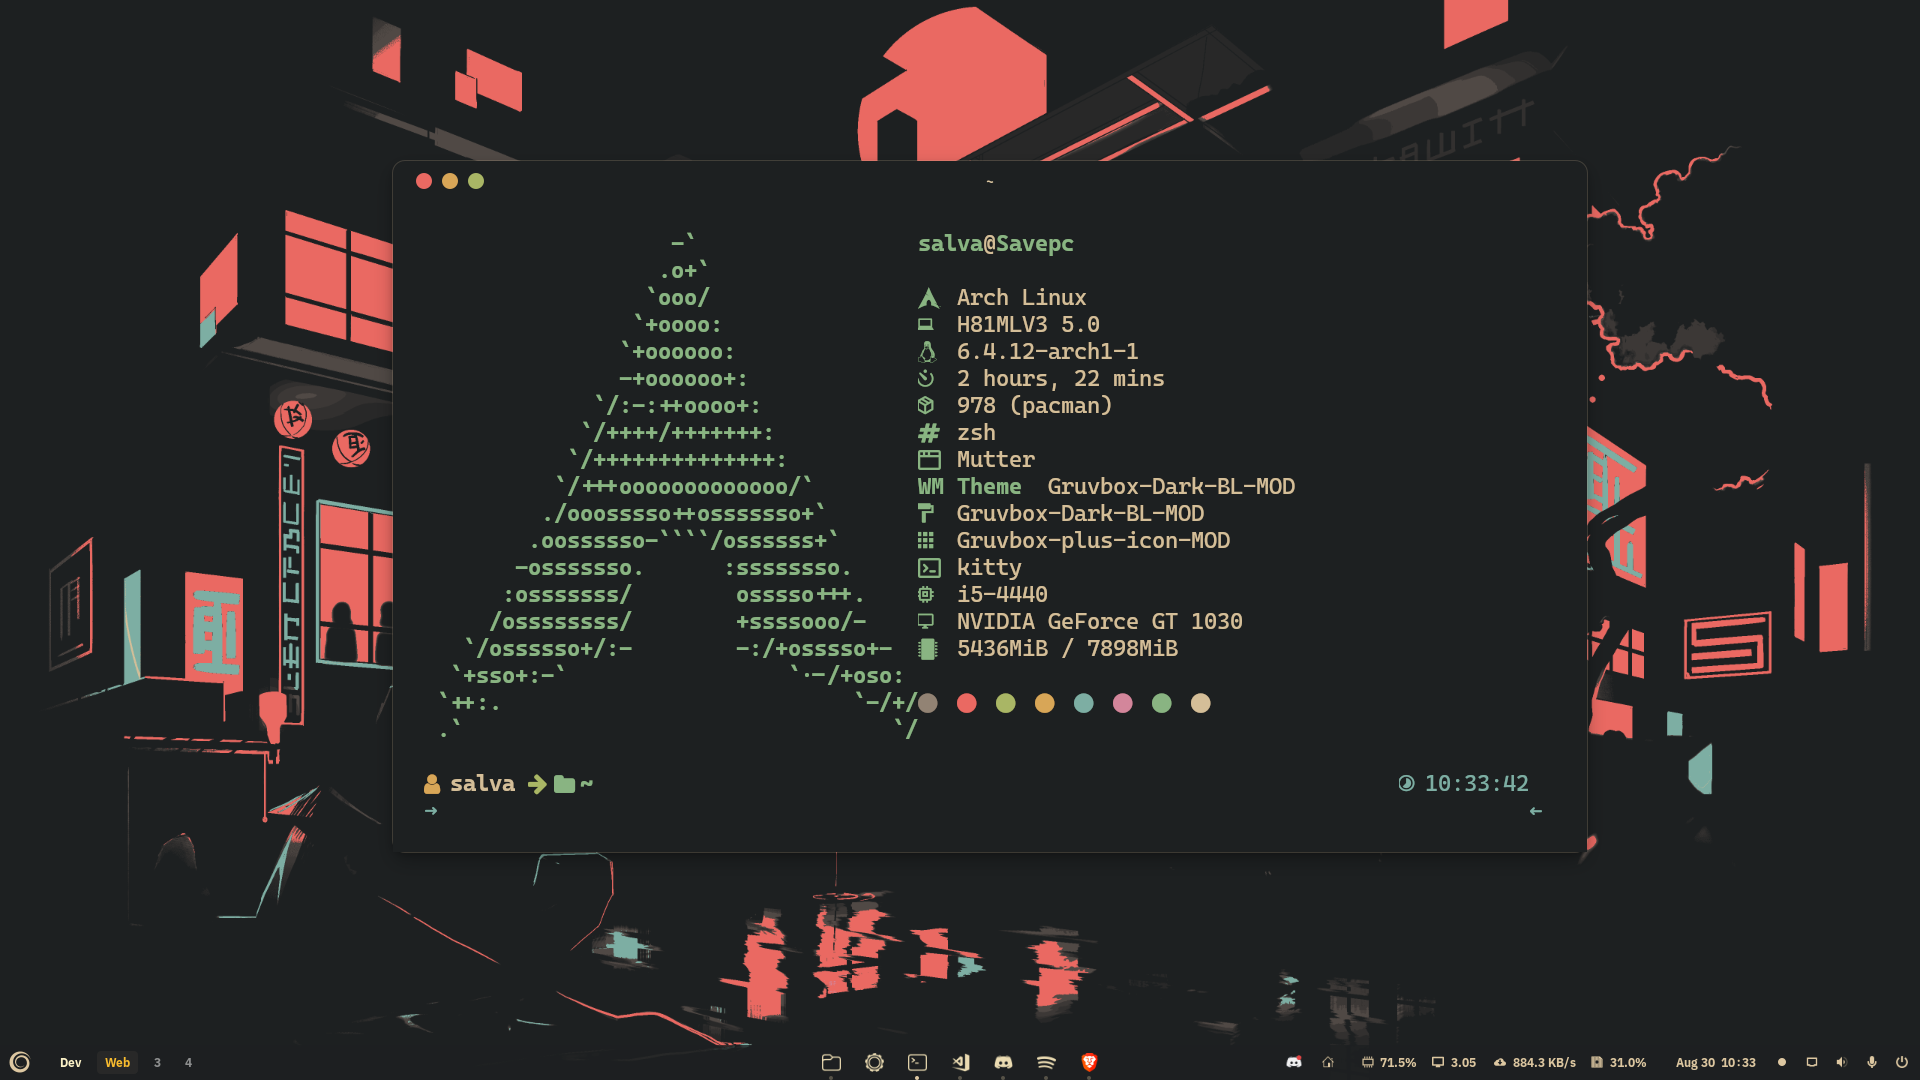 ~
salva@Savepc
Arch Linux
H81MLV3 5.0
6.4.12-arch1-1
2 hours, 22 mins
978 (pacman)
zsh
Mutter
WM Theme Gruvbox-Dark-BL-MOD
Gruvbox-Dark-BL-MOD
Gruvbox-plus-icon-MOD
kitty
i5-4440
NVIDIA GeForce GT 1030
5436MiB / 7898MiB
salva ~ 10:33:42
Dev Web 3 4 71.5% 3.05 884.3 KB/s 31.0% Aug 30 10:33